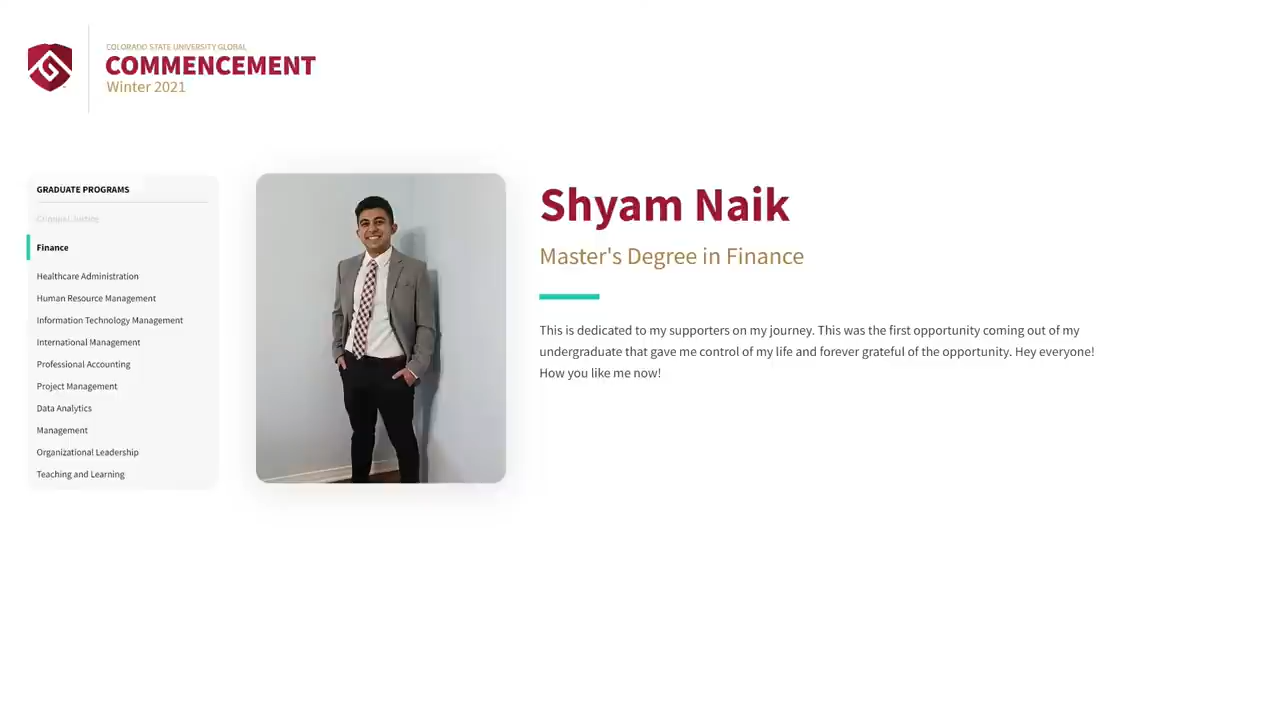 COLORADO STATE UNIVERSITY GLOBAL
COMMENCEMENT
Winter 2021
GRADUATE PROGRAMS
Criminal Justice
Finance
Healthcare Administration
Human Resource Management
Information Technology Management
International Management
Professional Accounting
Project Management
Data Analytics
Management
Organizational Leadership
Teaching and Learning
Shyam Naik
Master's Degree in Finance
This is dedicated to my supporters on my journey. This was the first opportunity coming out of my
undergraduate that gave me control of my life and forever grateful of the opportunity. Hey everyone!
How you like me now!